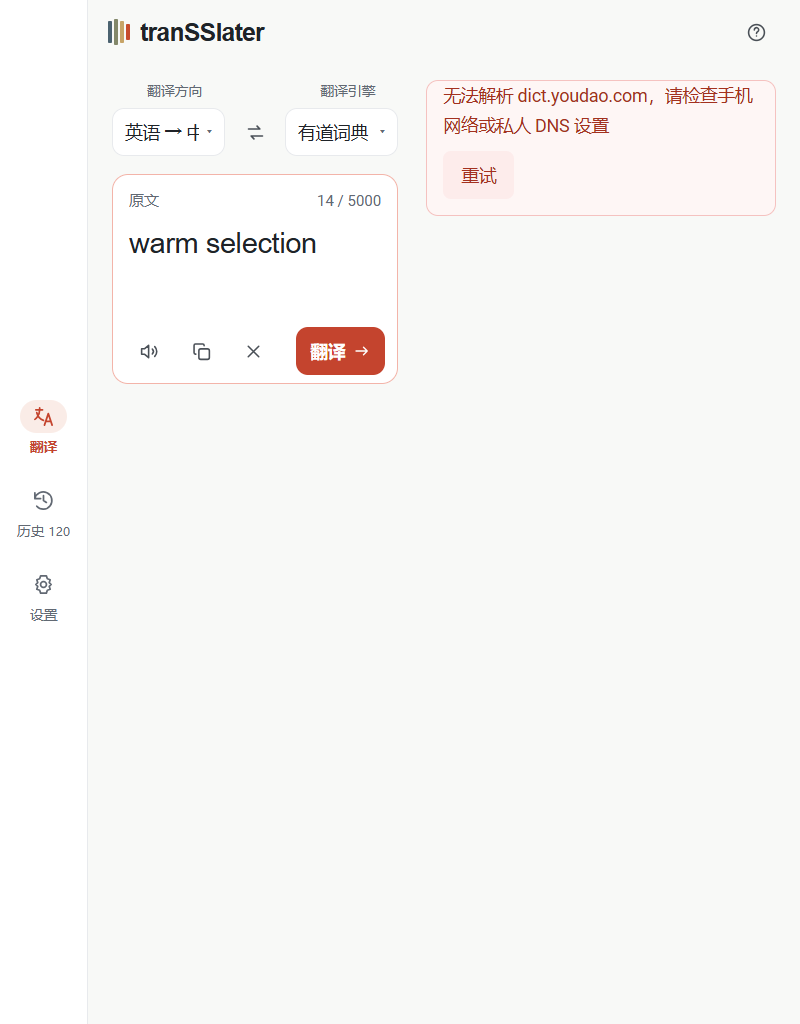 tranSSlater
翻译方向
翻译引擎
英语 → 中
有道词典
原文
14 / 5000
warm selection
翻译 →
无法解析 dict.youdao.com，请检查手机
网络或私人 DNS 设置
重试
翻译
历史 120
设置